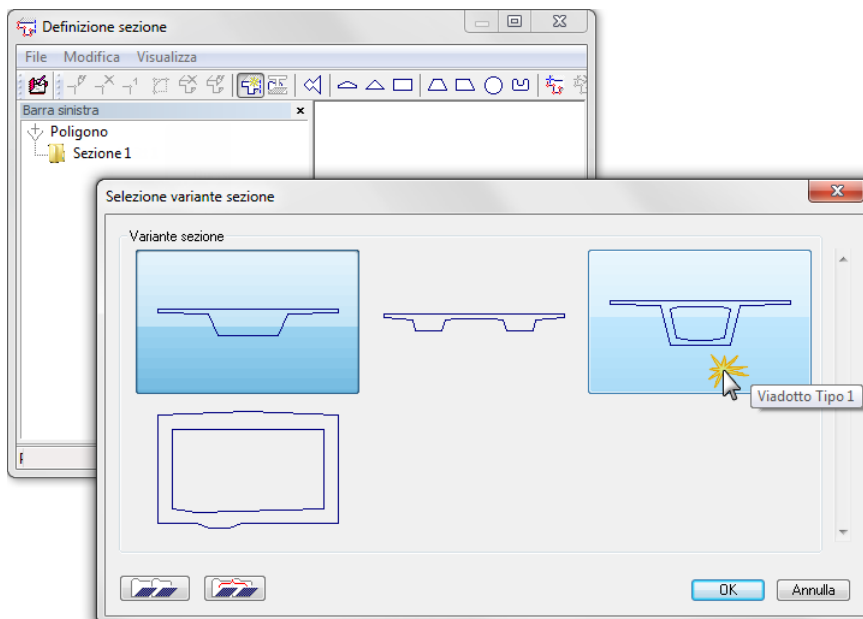 Definizione sezione
File Modifica Visualizza
Barra sinistra
Poligono
Sezione 1
Selezione variante sezione
Variante sezione
Viadotto Tipo 1
OK Annulla